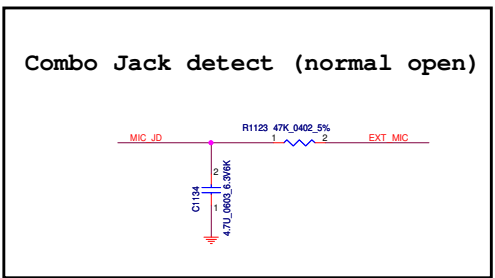 Combo Jack detect (normal open)
R1123 47K_0402_5%
MIC_JD
1
2
EXT_MIC
2
C1134
4.7U_0603_6.3V6K
1